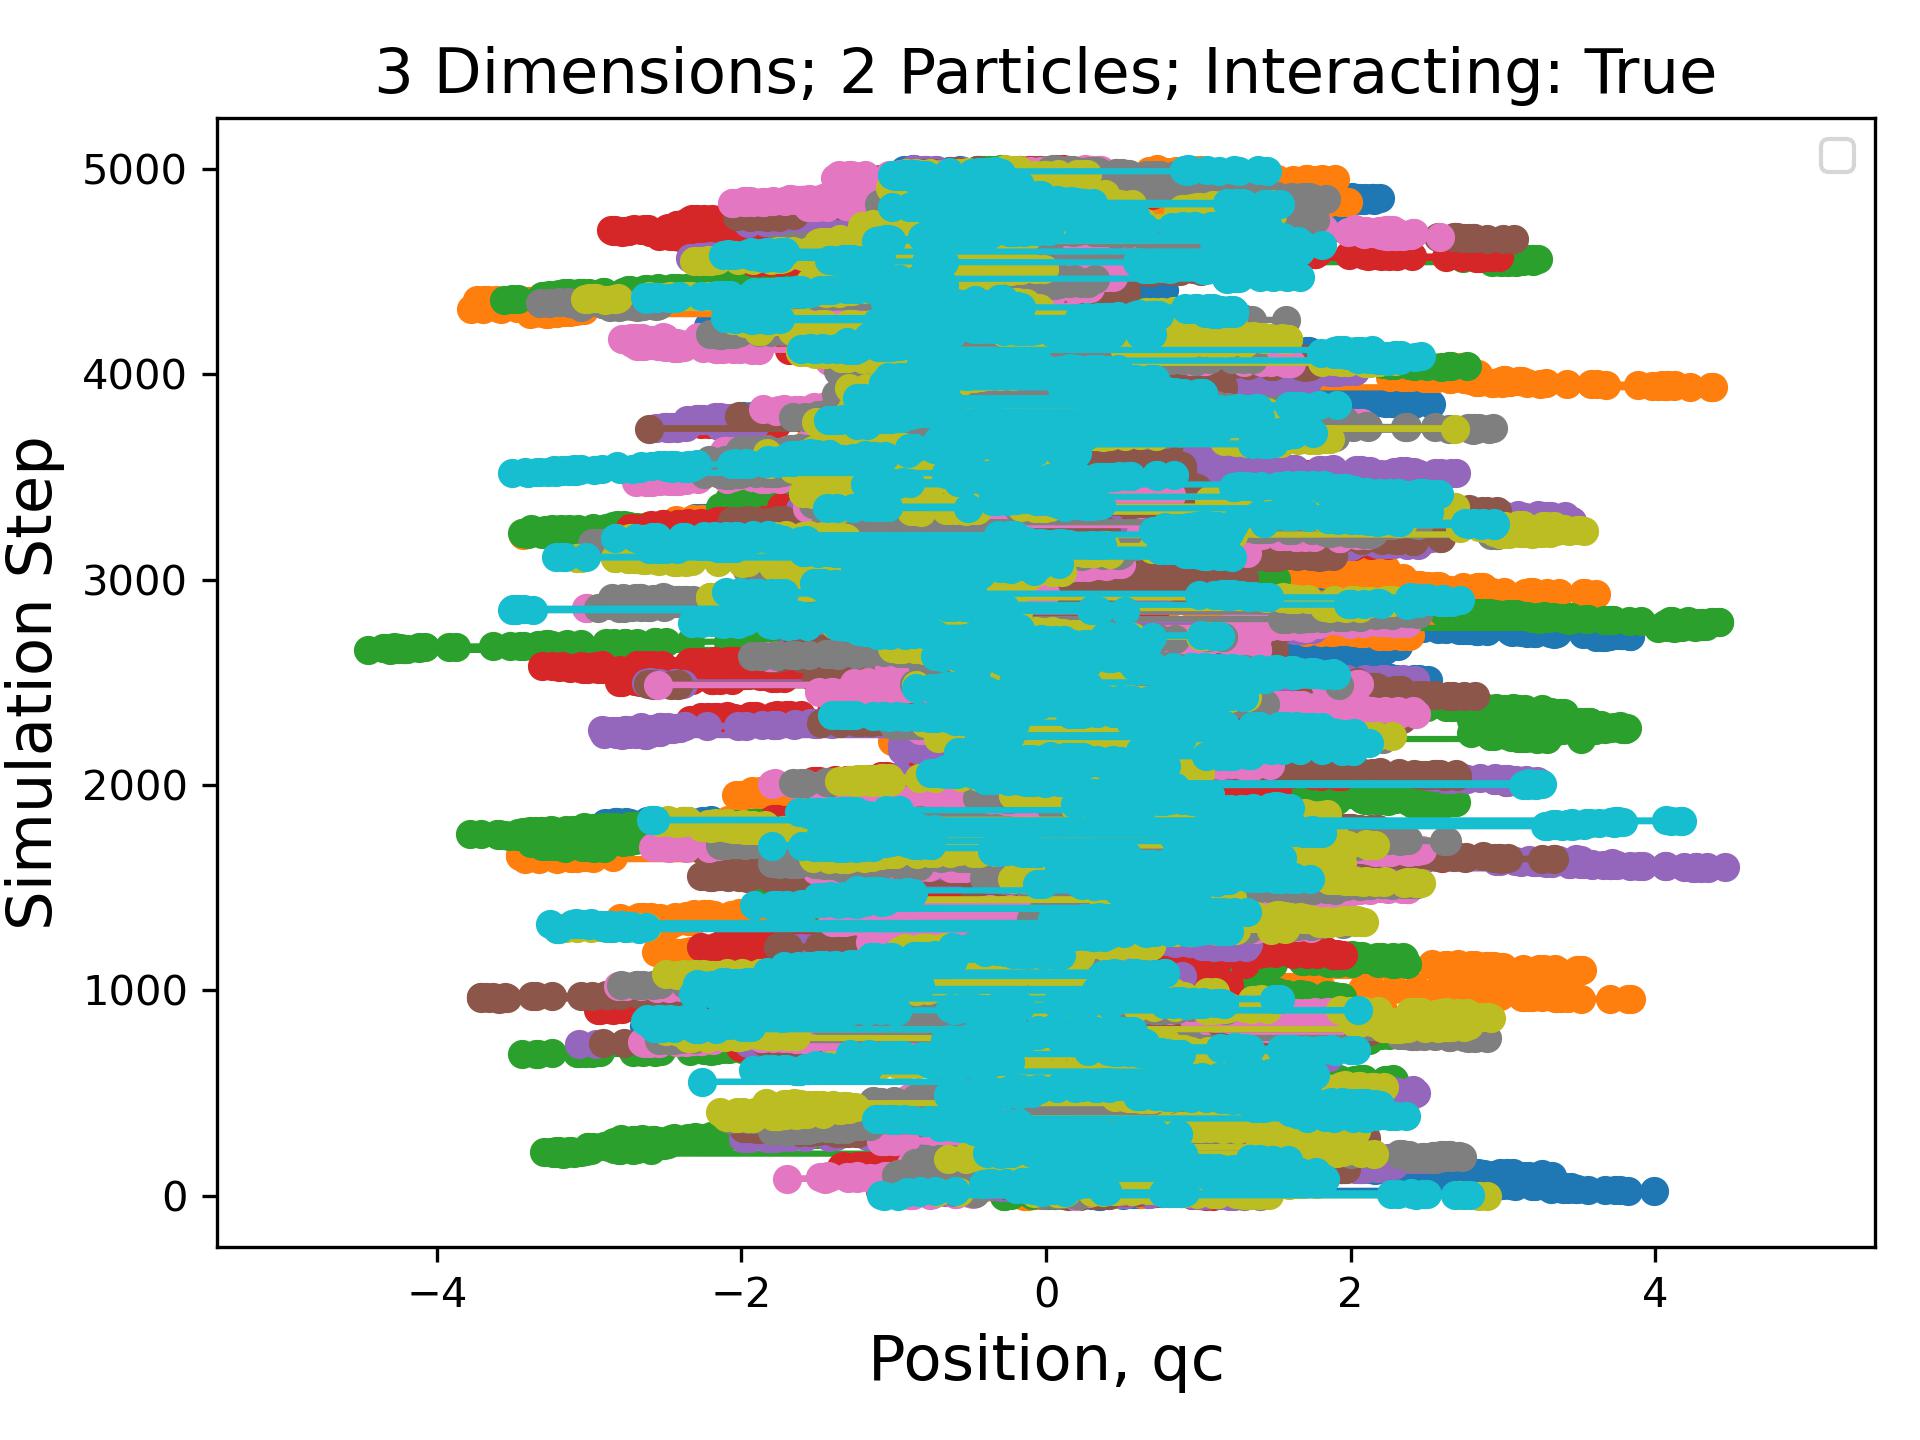 3 Dimensions; 2 Particles; Interacting: True
Simulation Step
5000
4000
3000
2000
1000
0
−4 −2 0 2 4
Position, qc